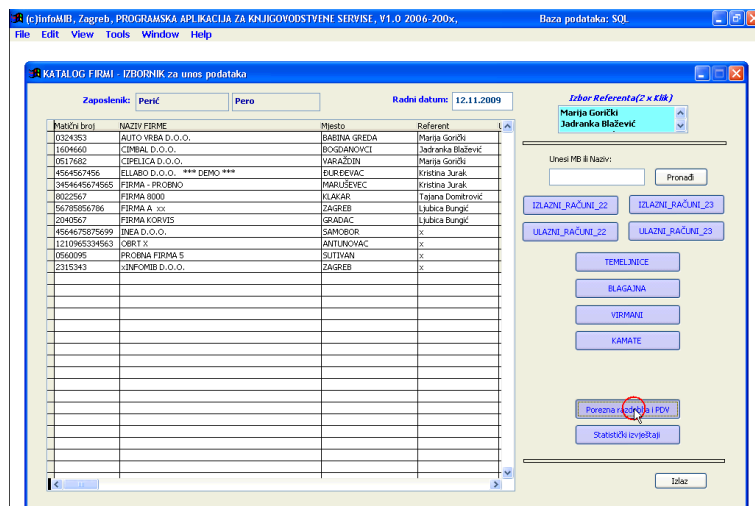 (c)infoMIB, Zagreb, PROGRAMSKA APLIKACIJA ZA KNJIGOVODSTVENE SERVISE, V1.0 2006-200x, Baza podataka: SQL
File Edit View Tools Window Help
KATALOG FIRMI - IZBORNIK za unos podataka
Zaposlenik: Perić Pero Radni datum: 12.11.2009
Izbor Referenta(2 x Klik)
Marija Gorički
Jadranka Blažević
Matični broj NAZIV FIRME Mjesto Referent
0324353 AUTO VRBA D.O.O. BABINA GREDA Marija Gorički
1604660 CIMBAL D.O.O. BOGDANOVCI Jadranka Blažević
0517682 CIPELICA D.O.O. VARAŽDIN Marija Gorički
4564567456 ELLABO D.O.O. *** DEMO *** ĐURĐEVAC Kristina Jurak
3454645674565 FIRMA - PROBNO MARUŠEVEC Kristina Jurak
8022567 FIRMA 8000 KLAKAR Tajana Domitrović
56785856786 FIRMA A xx ZAGREB Ljubica Bungić
2040567 FIRMA KORVIS GRADAC Ljubica Bungić
4564675875699 INEA D.O.O. SAMOBOR x
1210965334563 OBRT X ANTUNOVAC x
0560095 PROBNA FIRMA 5 SUTIVAN x
2315343 xINFOMIB D.O.O. ZAGREB x
Unesi MB ili Naziv:
Pronađi
IZLAZNI_RAČUNI_22 IZLAZNI_RAČUNI_23
ULAZNI_RAČUNI_22 ULAZNI_RAČUNI_23
TEMELJNICE
BLAGAJNA
VIRMANI
KAMATE
Porezna razdoblja i PDV
Statistički izvještaji
Izlaz